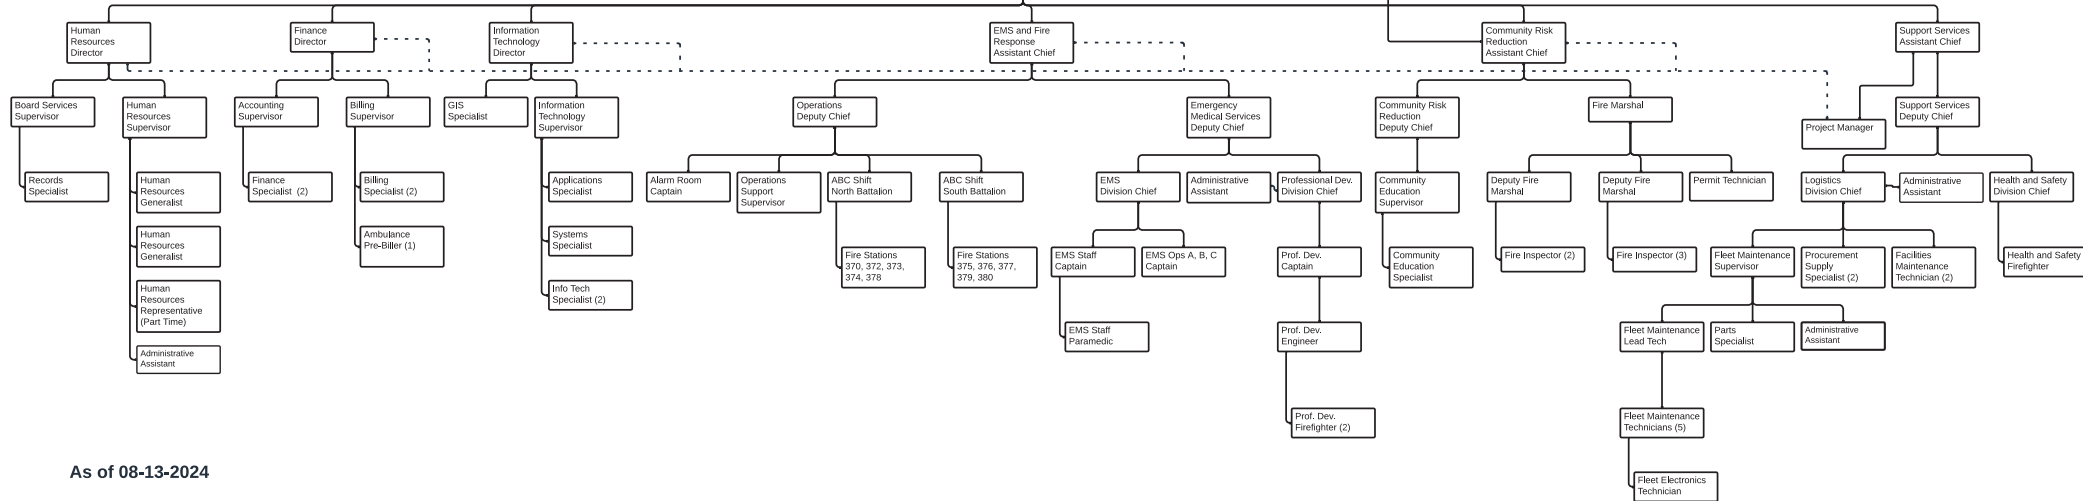 Human
Resources
Director
Finance
Director
Information
Technology
Director
EMS and Fire
Response
Assistant Chief
Community Risk
Reduction
Assistant Chief
Support Services
Assistant Chief
Board Services
Supervisor
Human
Resources
Supervisor
Accounting
Supervisor
Billing
Supervisor
GIS
Specialist
Information
Technology
Supervisor
Operations
Deputy Chief
Emergency
Medical Services
Deputy Chief
Community Risk
Reduction
Deputy Chief
Fire Marshal
Project Manager
Support Services
Deputy Chief
Records
Specialist
Human
Resources
Generalist
Finance
Specialist (2)
Billing
Specialist (2)
Applications
Specialist
Alarm Room
Captain
Operations
Support
Supervisor
ABC Shift
North Battalion
ABC Shift
South Battalion
EMS
Division Chief
Administrative
Assistant
Professional Dev.
Division Chief
Community
Education
Supervisor
Deputy Fire
Marshal
Deputy Fire
Marshal
Permit Technician
Logistics
Division Chief
Administrative
Assistant
Health and Safety
Division Chief
Human
Resources
Generalist
Ambulance
Pre-Biller (1)
Systems
Specialist
Fire Stations
370, 372, 373,
374, 378
Fire Stations
375, 376, 377,
379, 380
EMS Staff
Captain
EMS Ops A, B, C
Captain
Prof. Dev.
Captain
Community
Education
Specialist
Fire Inspector (2)
Fire Inspector (3)
Fleet Maintenance
Supervisor
Procurement
Supply
Specialist (2)
Facilities
Maintenance
Technician (2)
Health and Safety
Firefighter
Human
Resources
Representative
(Part Time)
Info Tech
Specialist (2)
EMS Staff
Paramedic
Prof. Dev.
Engineer
Fleet Maintenance
Lead Tech
Parts
Specialist
Administrative
Assistant
Administrative
Assistant
Prof. Dev.
Firefighter (2)
Fleet Maintenance
Technicians (5)
Fleet Electronics
Technician
As of 08-13-2024